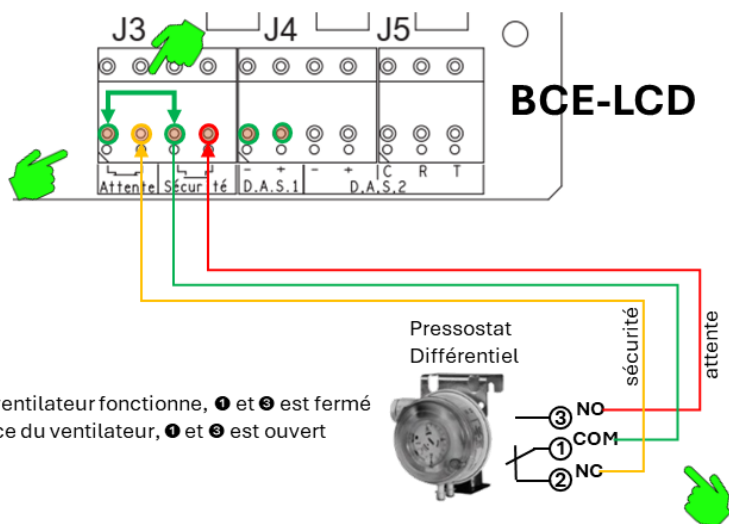 J3 J4 J5
BCE-LCD
- + - + C R T
Attente Sécurité D.A.S.1 D.A.S.2
sécurité
attente
Pressostat
Différentiel
entilateur fonctionne, ❶ et ❸ est fermé
ce du ventilateur, ❶ et ❸ est ouvert
③ NO
① COM
② NC